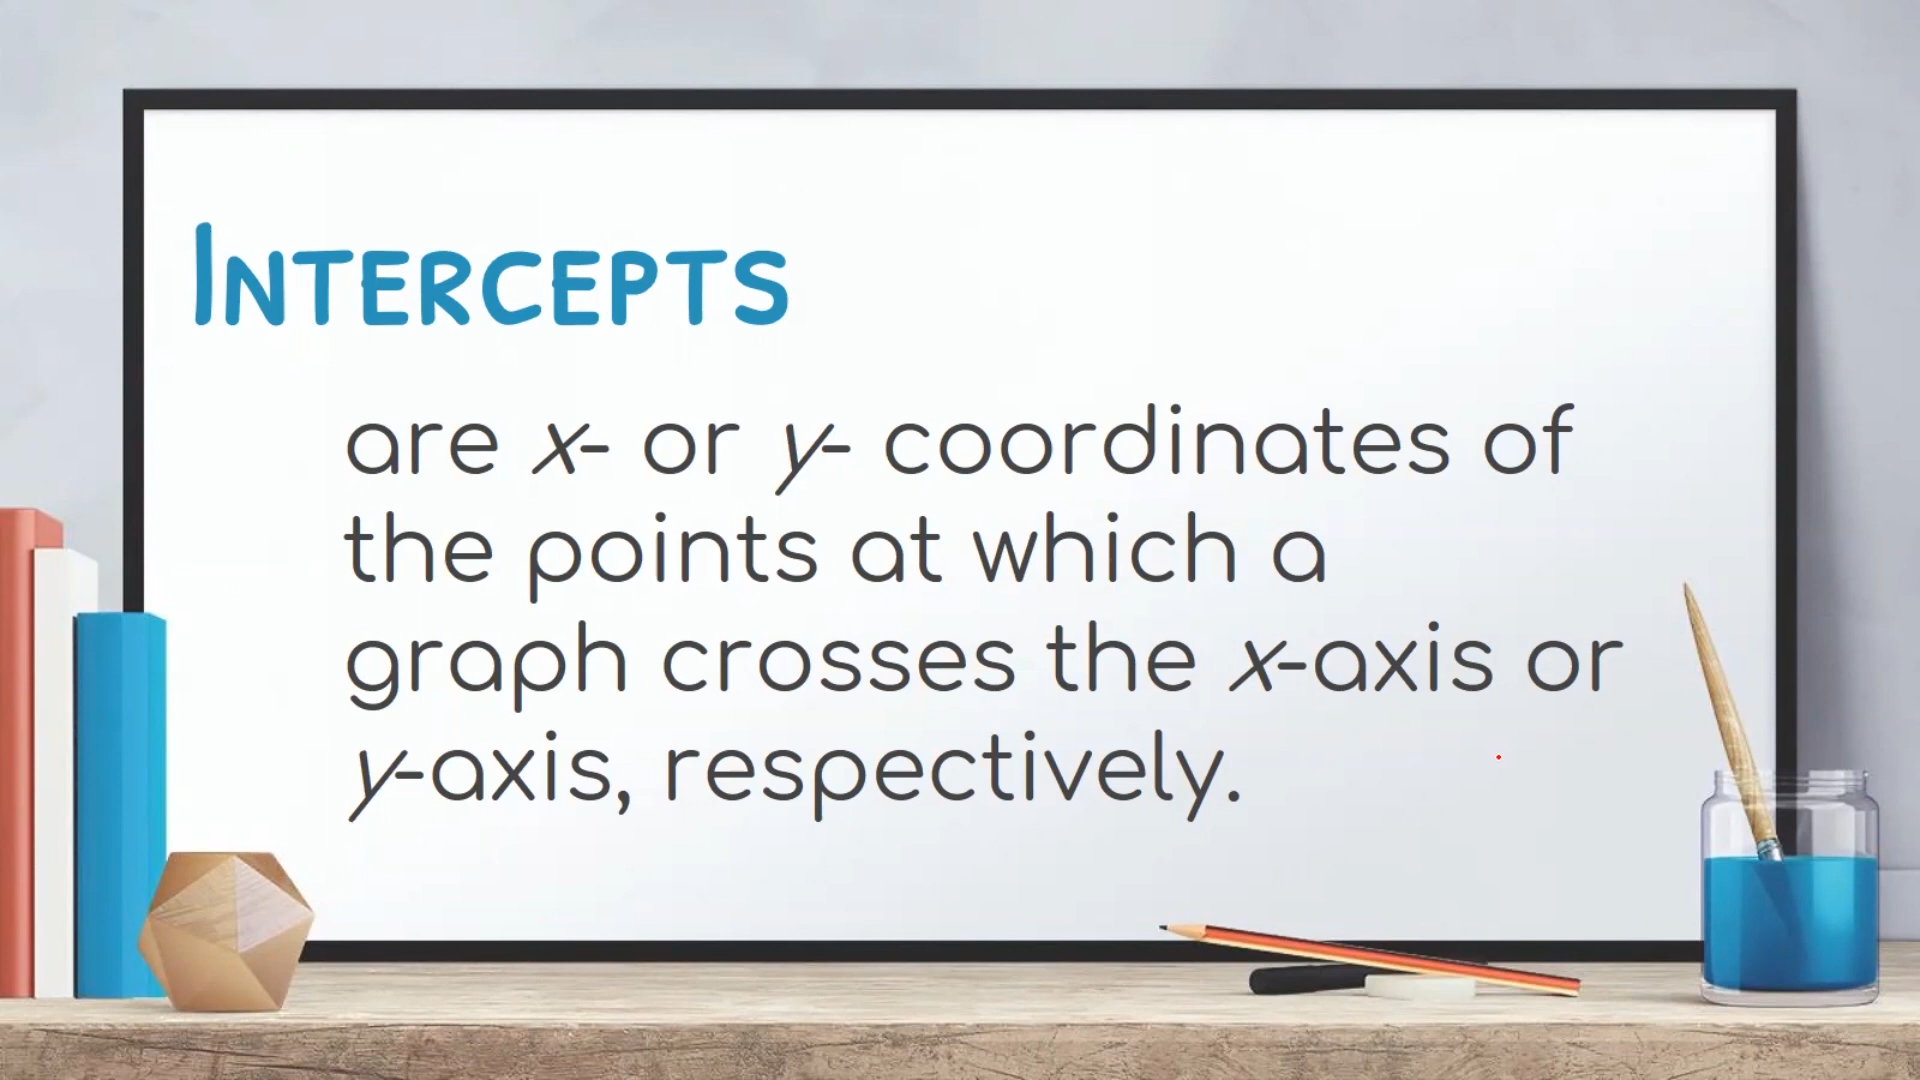 INTERCEPTS
are x- or y- coordinates of
the points at which a
graph crosses the x-axis or
y-axis, respectively.